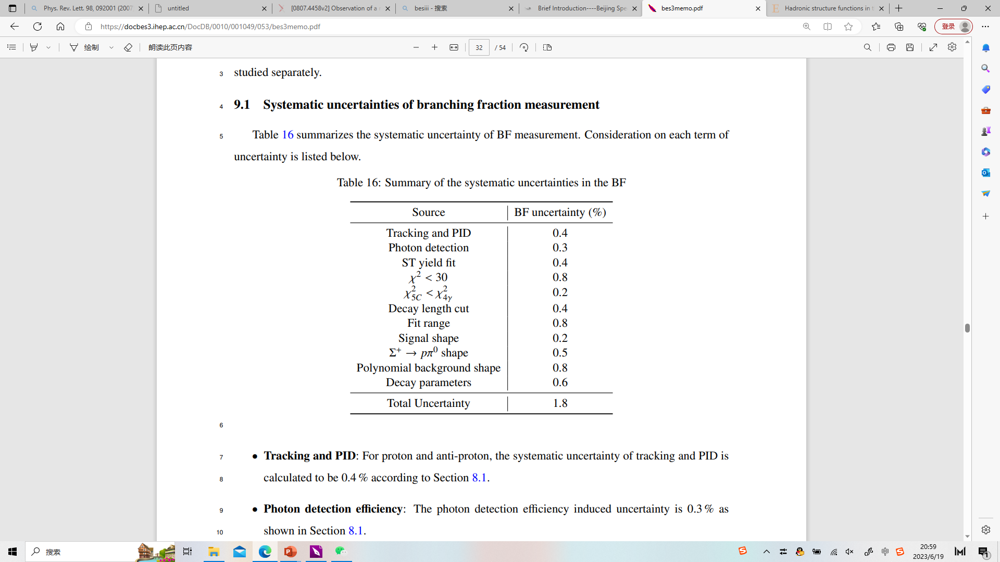 Phys. Rev. Lett. 98, 092001 (2007
untitled
[0807.4458v2] Observation of a
besiii - 搜索
Brief Introduction----Beijing Spe
bes3memo.pdf
Hadronic structure functions in t
https://docbes3.ihep.ac.cn/DocDB/0010/001049/053/bes3memo.pdf
登录
绘制
朗读此页内容
32 / 54
3 studied separately.
4 9.1 Systematic uncertainties of branching fraction measurement
5 Table 16 summarizes the systematic uncertainty of BF measurement. Consideration on each term of
uncertainty is listed below.
Table 16: Summary of the systematic uncertainties in the BF
Source BF uncertainty (%)
Tracking and PID 0.4
Photon detection 0.3
ST yield fit 0.4
χ² < 30 0.8
χ²_5C < χ²_4γ 0.2
Decay length cut 0.4
Fit range 0.8
Signal shape 0.2
Σ⁺ → pπ⁰ shape 0.5
Polynomial background shape 0.8
Decay parameters 0.6
Total Uncertainty 1.8
6
7 • Tracking and PID: For proton and anti-proton, the systematic uncertainty of tracking and PID is
8 calculated to be 0.4 % according to Section 8.1.
9 • Photon detection efficiency: The photon detection efficiency induced uncertainty is 0.3 % as
10 shown in Section 8.1.
搜索
中
20:59
2023/6/19
1